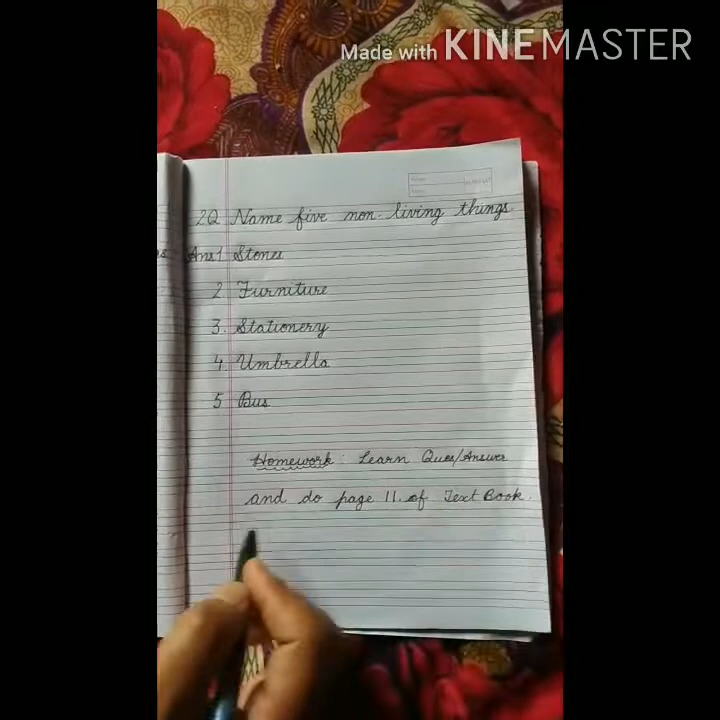 Made with KINEMASTER
2Q Name five non-living things.
Ans1 Stones
2. Furniture
3. Stationery
4. Umbrella
5 Bus
Homework: Learn Ques/Answer
and do page 11. of Text Book.